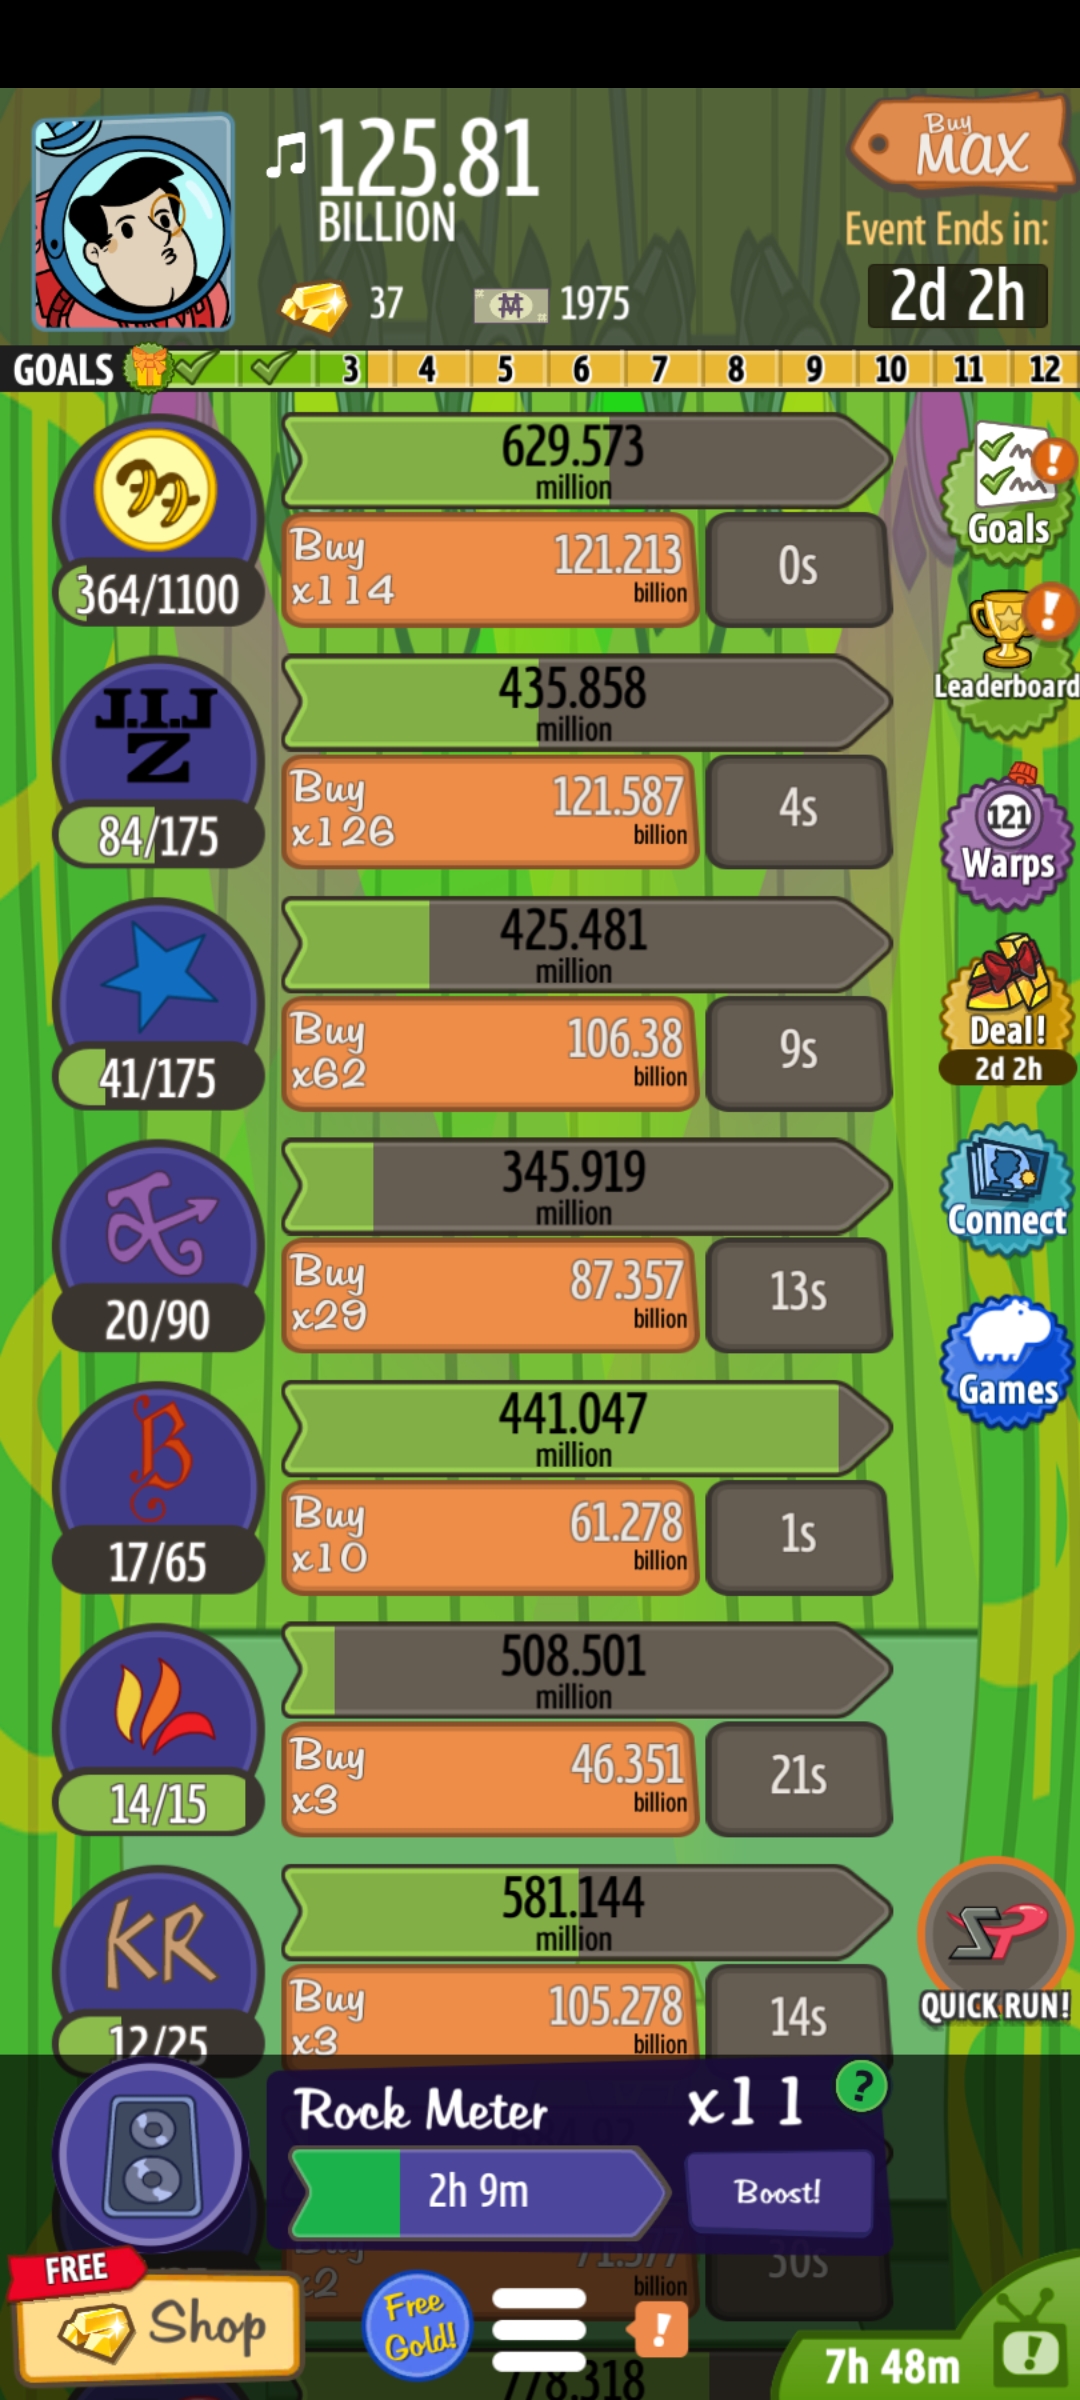 125.81
BILLION
Buy
MAX
Event Ends in:
2d 2h
37
1975
GOALS
3
4
5
6
7
8
9
10
11
12
629.573
million
364/1100
Buy
x114
121.213
billion
0s
Goals
J.I.J
Z
435.858
million
84/175
Buy
x126
121.587
billion
4s
Leaderboard
121
Warps
425.481
million
41/175
Buy
x62
106.38
billion
9s
Deal!
2d 2h
345.919
million
20/90
Buy
x29
87.357
billion
13s
Connect
Games
B
441.047
million
17/65
Buy
x10
61.278
billion
1s
508.501
million
14/15
Buy
x3
46.351
billion
21s
KR
581.144
million
12/25
Buy
x3
105.278
billion
14s
QUICK RUN!
Rock Meter
x11
?
2h 9m
Boost!
Buy
x2
71.577
billion
30s
FREE
Shop
Free
Gold!
!
778.318
7h 48m